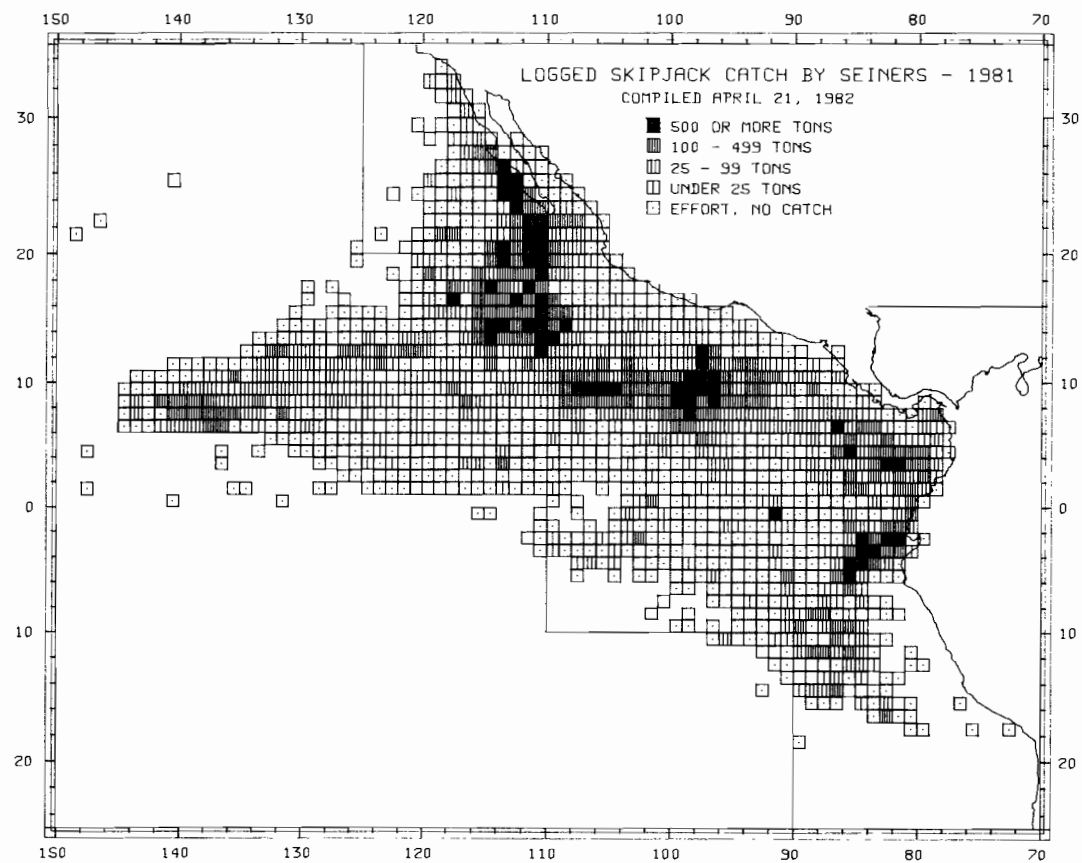 150 140 130 120 110 100 90 80 70
LOGGED SKIPJACK CATCH BY SEINERS - 1981
COMPILED APRIL 21, 1982
500 OR MORE TONS
100 - 499 TONS
25 - 99 TONS
UNDER 25 TONS
EFFORT, NO CATCH
30 30
20 20
10 10
0 0
10 10
20 20
150 140 130 120 110 100 90 80 70